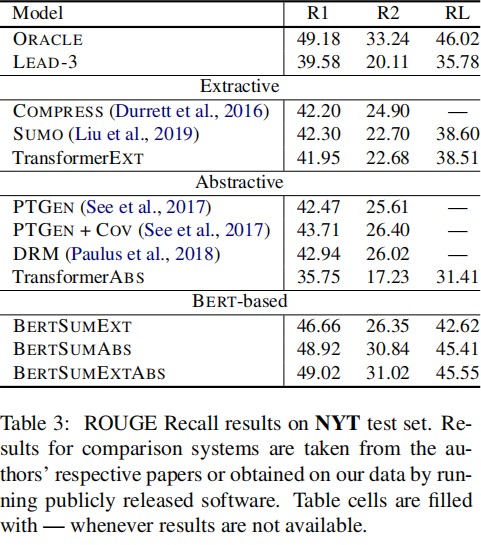 Model R1 R2 RL
ORACLE 49.18 33.24 46.02
LEAD-3 39.58 20.11 35.78
Extractive
COMPRESS (Durrett et al., 2016) 42.20 24.90 —
SUMO (Liu et al., 2019) 42.30 22.70 38.60
TransformerEXT 41.95 22.68 38.51
Abstractive
PTGEN (See et al., 2017) 42.47 25.61 —
PTGEN + COV (See et al., 2017) 43.71 26.40 —
DRM (Paulus et al., 2018) 42.94 26.02 —
TransformerABS 35.75 17.23 31.41
BERT-based
BERTSUMEXT 46.66 26.35 42.62
BERTSUMABS 48.92 30.84 45.41
BERTSUMEXTABS 49.02 31.02 45.55
Table 3: ROUGE Recall results on NYT test set. Re-
sults for comparison systems are taken from the au-
thors’ respective papers or obtained on our data by run-
ning publicly released software. Table cells are filled
with — whenever results are not available.